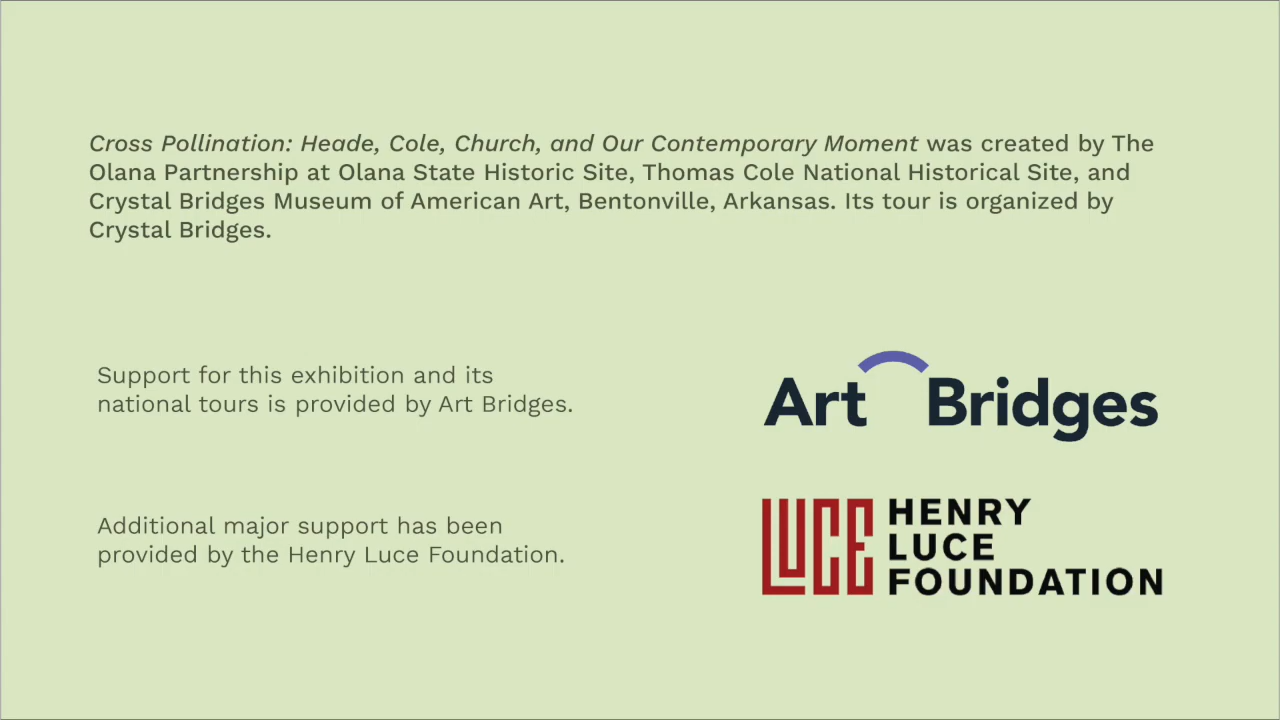 Cross Pollination: Heade, Cole, Church, and Our Contemporary Moment was created by The
Olana Partnership at Olana State Historic Site, Thomas Cole National Historical Site, and
Crystal Bridges Museum of American Art, Bentonville, Arkansas. Its tour is organized by
Crystal Bridges.
Support for this exhibition and its
national tours is provided by Art Bridges.
Art Bridges
Additional major support has been
provided by the Henry Luce Foundation.
LUCE
HENRY
LUCE
FOUNDATION